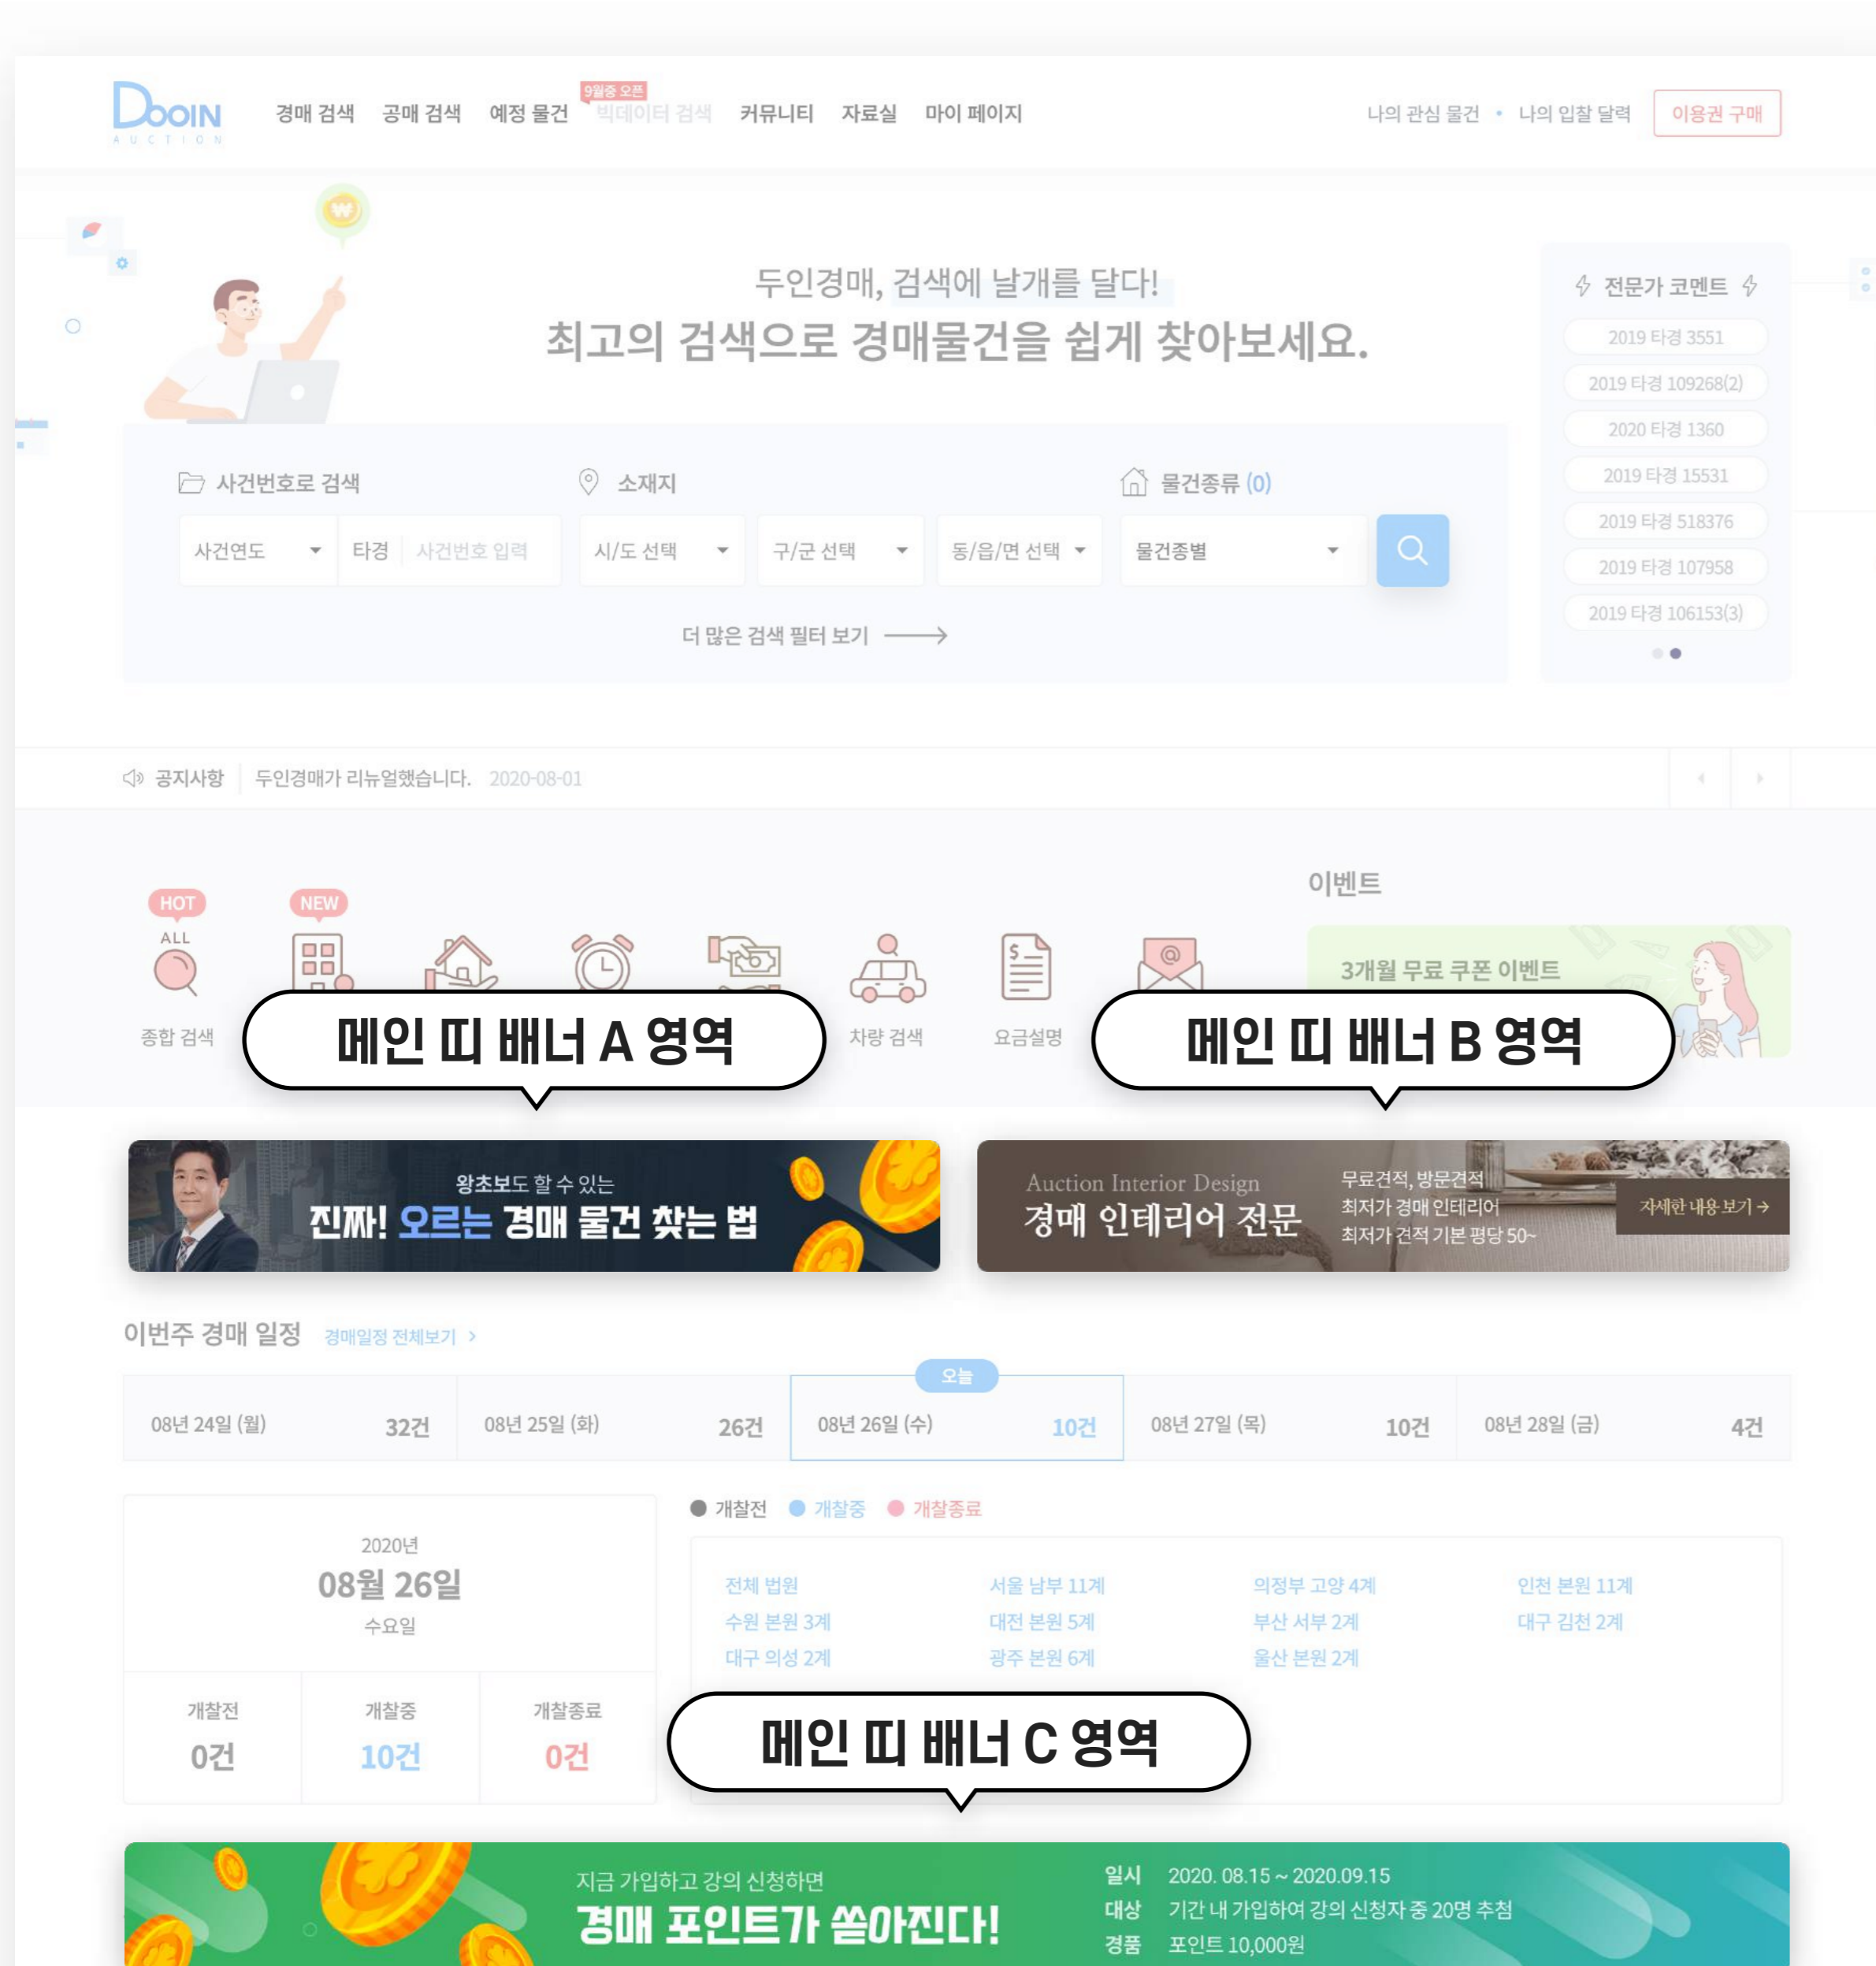 DOOIN
AUCTION
경매 검색 공매 검색 예정 물건 9월중 오픈 빅데이터 검색 커뮤니티 자료실 마이 페이지
나의 관심 물건 • 나의 입찰 달력 이용권 구매
두인경매, 검색에 날개를 달다!
최고의 검색으로 경매물건을 쉽게 찾아보세요.
사건번호로 검색 소재지 물건종류 (0)
사건연도 타경 사건번호 입력 시/도 선택 구/군 선택 동/읍/면 선택 물건종별
더 많은 검색 필터 보기
전문가 코멘트
2019 타경 3551
2019 타경 109268(2)
2020 타경 1360
2019 타경 15531
2019 타경 518376
2019 타경 107958
2019 타경 106153(3)
공지사항 두인경매가 리뉴얼했습니다. 2020-08-01
HOT NEW
ALL
종합 검색 차량 검색 요금설명
이벤트
3개월 무료 쿠폰 이벤트
메인 띠 배너 A 영역
메인 띠 배너 B 영역
왕초보도 할 수 있는
진짜! 오르는 경매 물건 찾는 법
Auction Interior Design
경매 인테리어 전문
무료견적, 방문견적
최저가 경매 인테리어
최저가 견적 기본 평당 50~
자세한 내용 보기 →
이번주 경매 일정 경매일정 전체보기 >
오늘
08년 24일 (월) 32건 08년 25일 (화) 26건 08년 26일 (수) 10건 08년 27일 (목) 10건 08년 28일 (금) 4건
2020년
08월 26일
수요일
개찰전 개찰중 개찰종료
0건 10건 0건
개찰전 개찰중 개찰종료
전체 법원 서울 남부 11계 의정부 고양 4계 인천 본원 11계
수원 본원 3계 대전 본원 5계 부산 서부 2계 대구 김천 2계
대구 의성 2계 광주 본원 6계 울산 본원 2계
메인 띠 배너 C 영역
지금 가입하고 강의 신청하면
경매 포인트가 쏟아진다!
일시 2020. 08.15 ~ 2020.09.15
대상 기간 내 가입하여 강의 신청자 중 20명 추첨
경품 포인트 10,000원